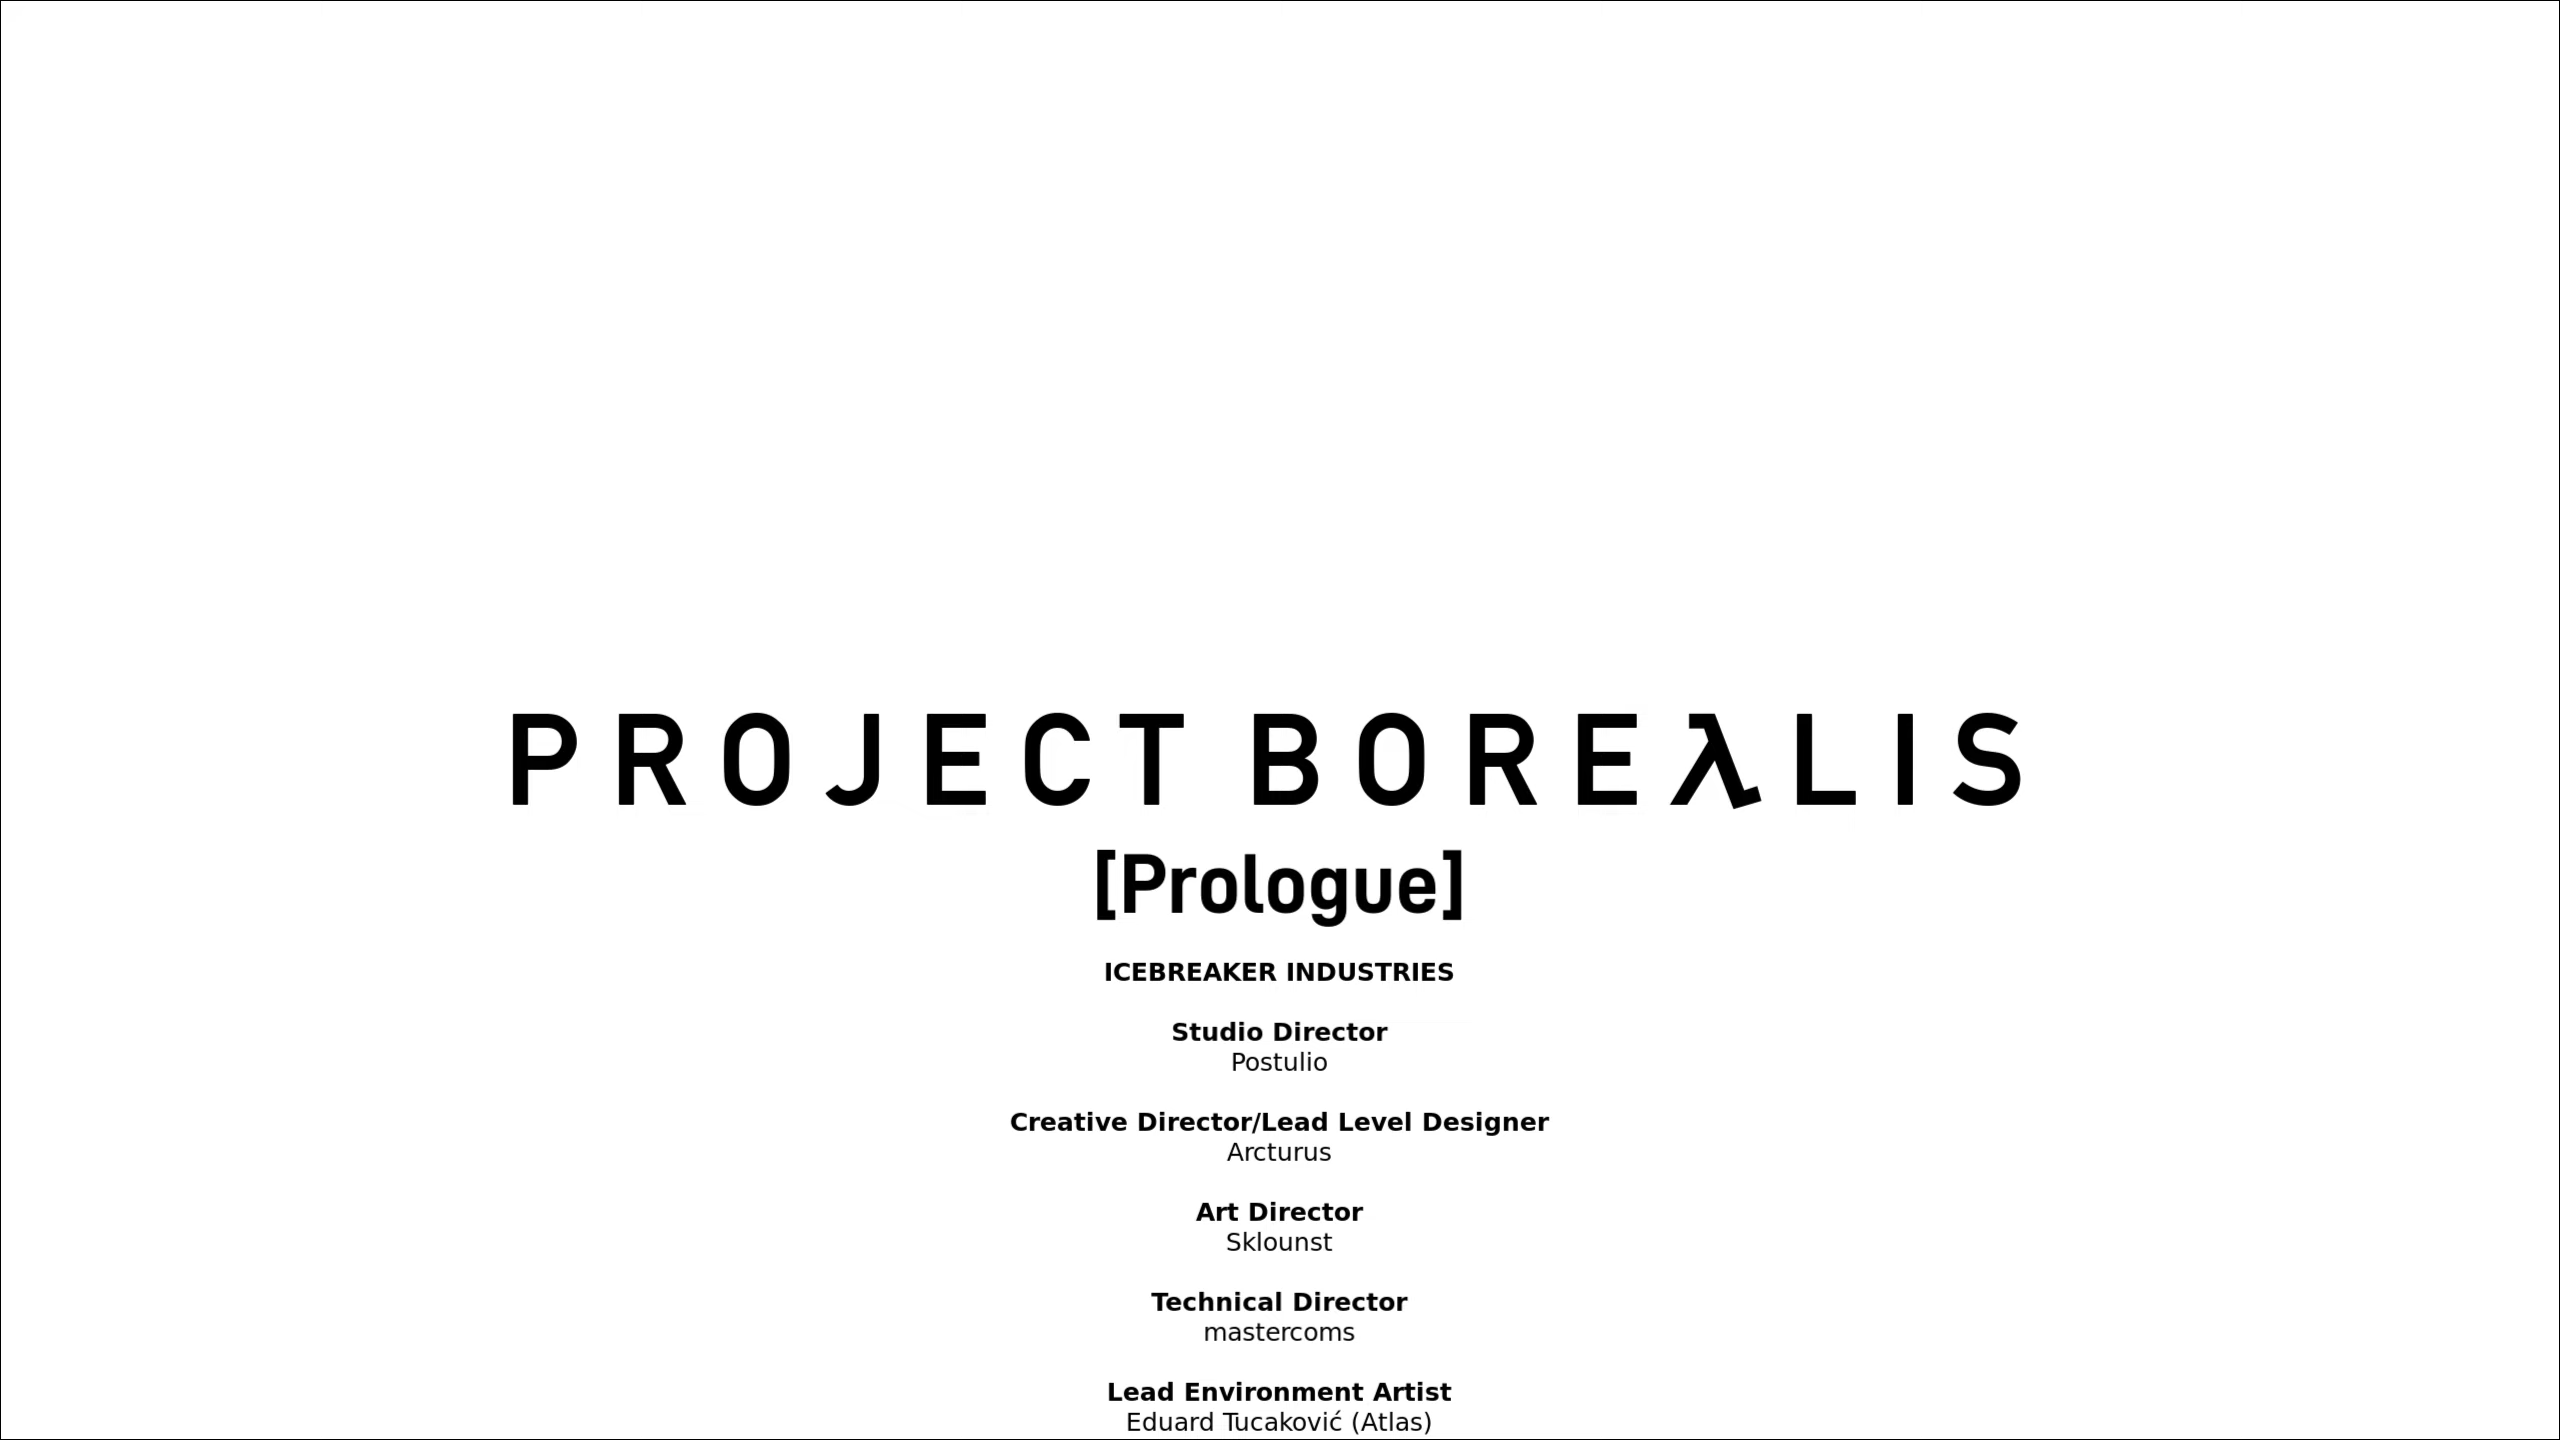 PROJECT BOREλLIS
[Prologue]
ICEBREAKER INDUSTRIES
Studio Director
Postulio
Creative Director/Lead Level Designer
Arcturus
Art Director
Sklounst
Technical Director
mastercoms
Lead Environment Artist
Eduard Tucaković (Atlas)